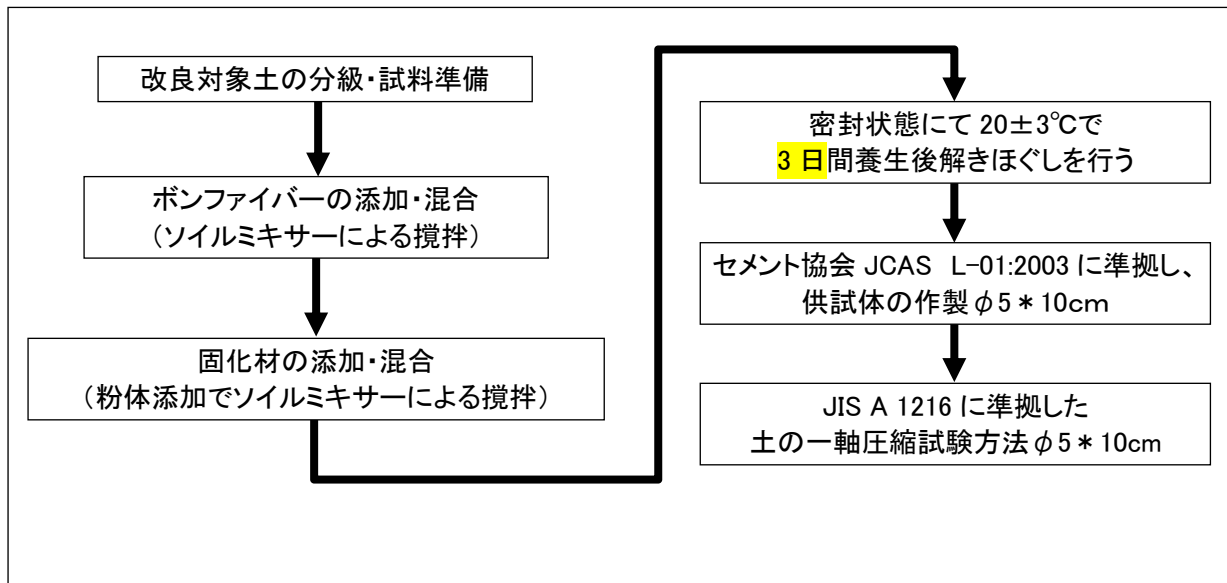 改良対象土の分級・試料準備
ボンファイバーの添加・混合
(ソイルミキサーによる撹拌)
固化材の添加・混合
(粉体添加でソイルミキサーによる撹拌)
密封状態にて 20±3℃で
3 日間養生後解きほぐしを行う
セメント協会 JCAS L-01:2003 に準拠し、
供試体の作製φ5*10cm
JIS A 1216 に準拠した
土の一軸圧縮試験方法φ5*10cm